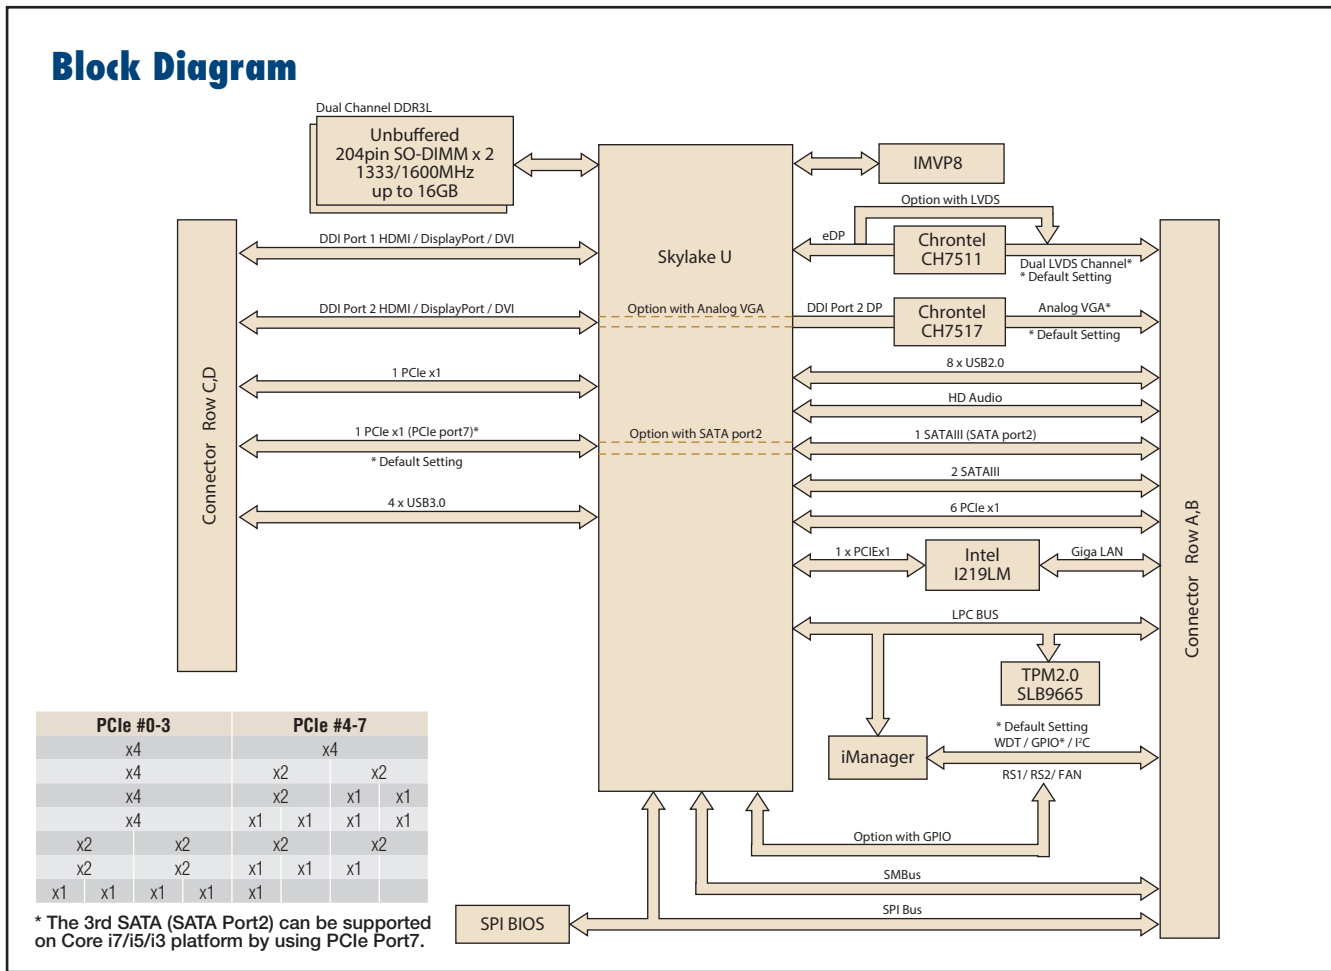 Block Diagram
Dual Channel DDR3L
Unbuffered
204pin SO-DIMM x 2
1333/1600MHz
up to 16GB
IMVP8
Option with LVDS
eDP
Chrontel
CH7511
Dual LVDS Channel*
* Default Setting
DDI Port 1 HDMI / DisplayPort / DVI
Skylake U
DDI Port 2 HDMI / DisplayPort / DVI
Option with Analog VGA
DDI Port 2 DP
Chrontel
CH7517
Analog VGA*
* Default Setting
8 x USB2.0
1 PCIe x1
HD Audio
1 PCIe x1 (PCIe port7)*
* Default Setting
Option with SATA port2
1 SATAIII (SATA port2)
2 SATAIII
4 x USB3.0
6 PCIe x1
Connector Row C,D
Connector Row A,B
1 x PCIEx1
Intel
I219LM
Giga LAN
LPC BUS
TPM2.0
SLB9665
* Default Setting
WDT / GPIO* / I²C
iManager
RS1/ RS2/ FAN
Option with GPIO
SMBus
SPI Bus
SPI BIOS
PCIe #0-3 PCIe #4-7
x4 x4
x4 x2 x2
x4 x2 x1 x1
x4 x1 x1 x1 x1
x2 x2 x2 x2
x2 x2 x1 x1 x1
x1 x1 x1 x1 x1
* The 3rd SATA (SATA Port2) can be supported
on Core i7/i5/i3 platform by using PCIe Port7.